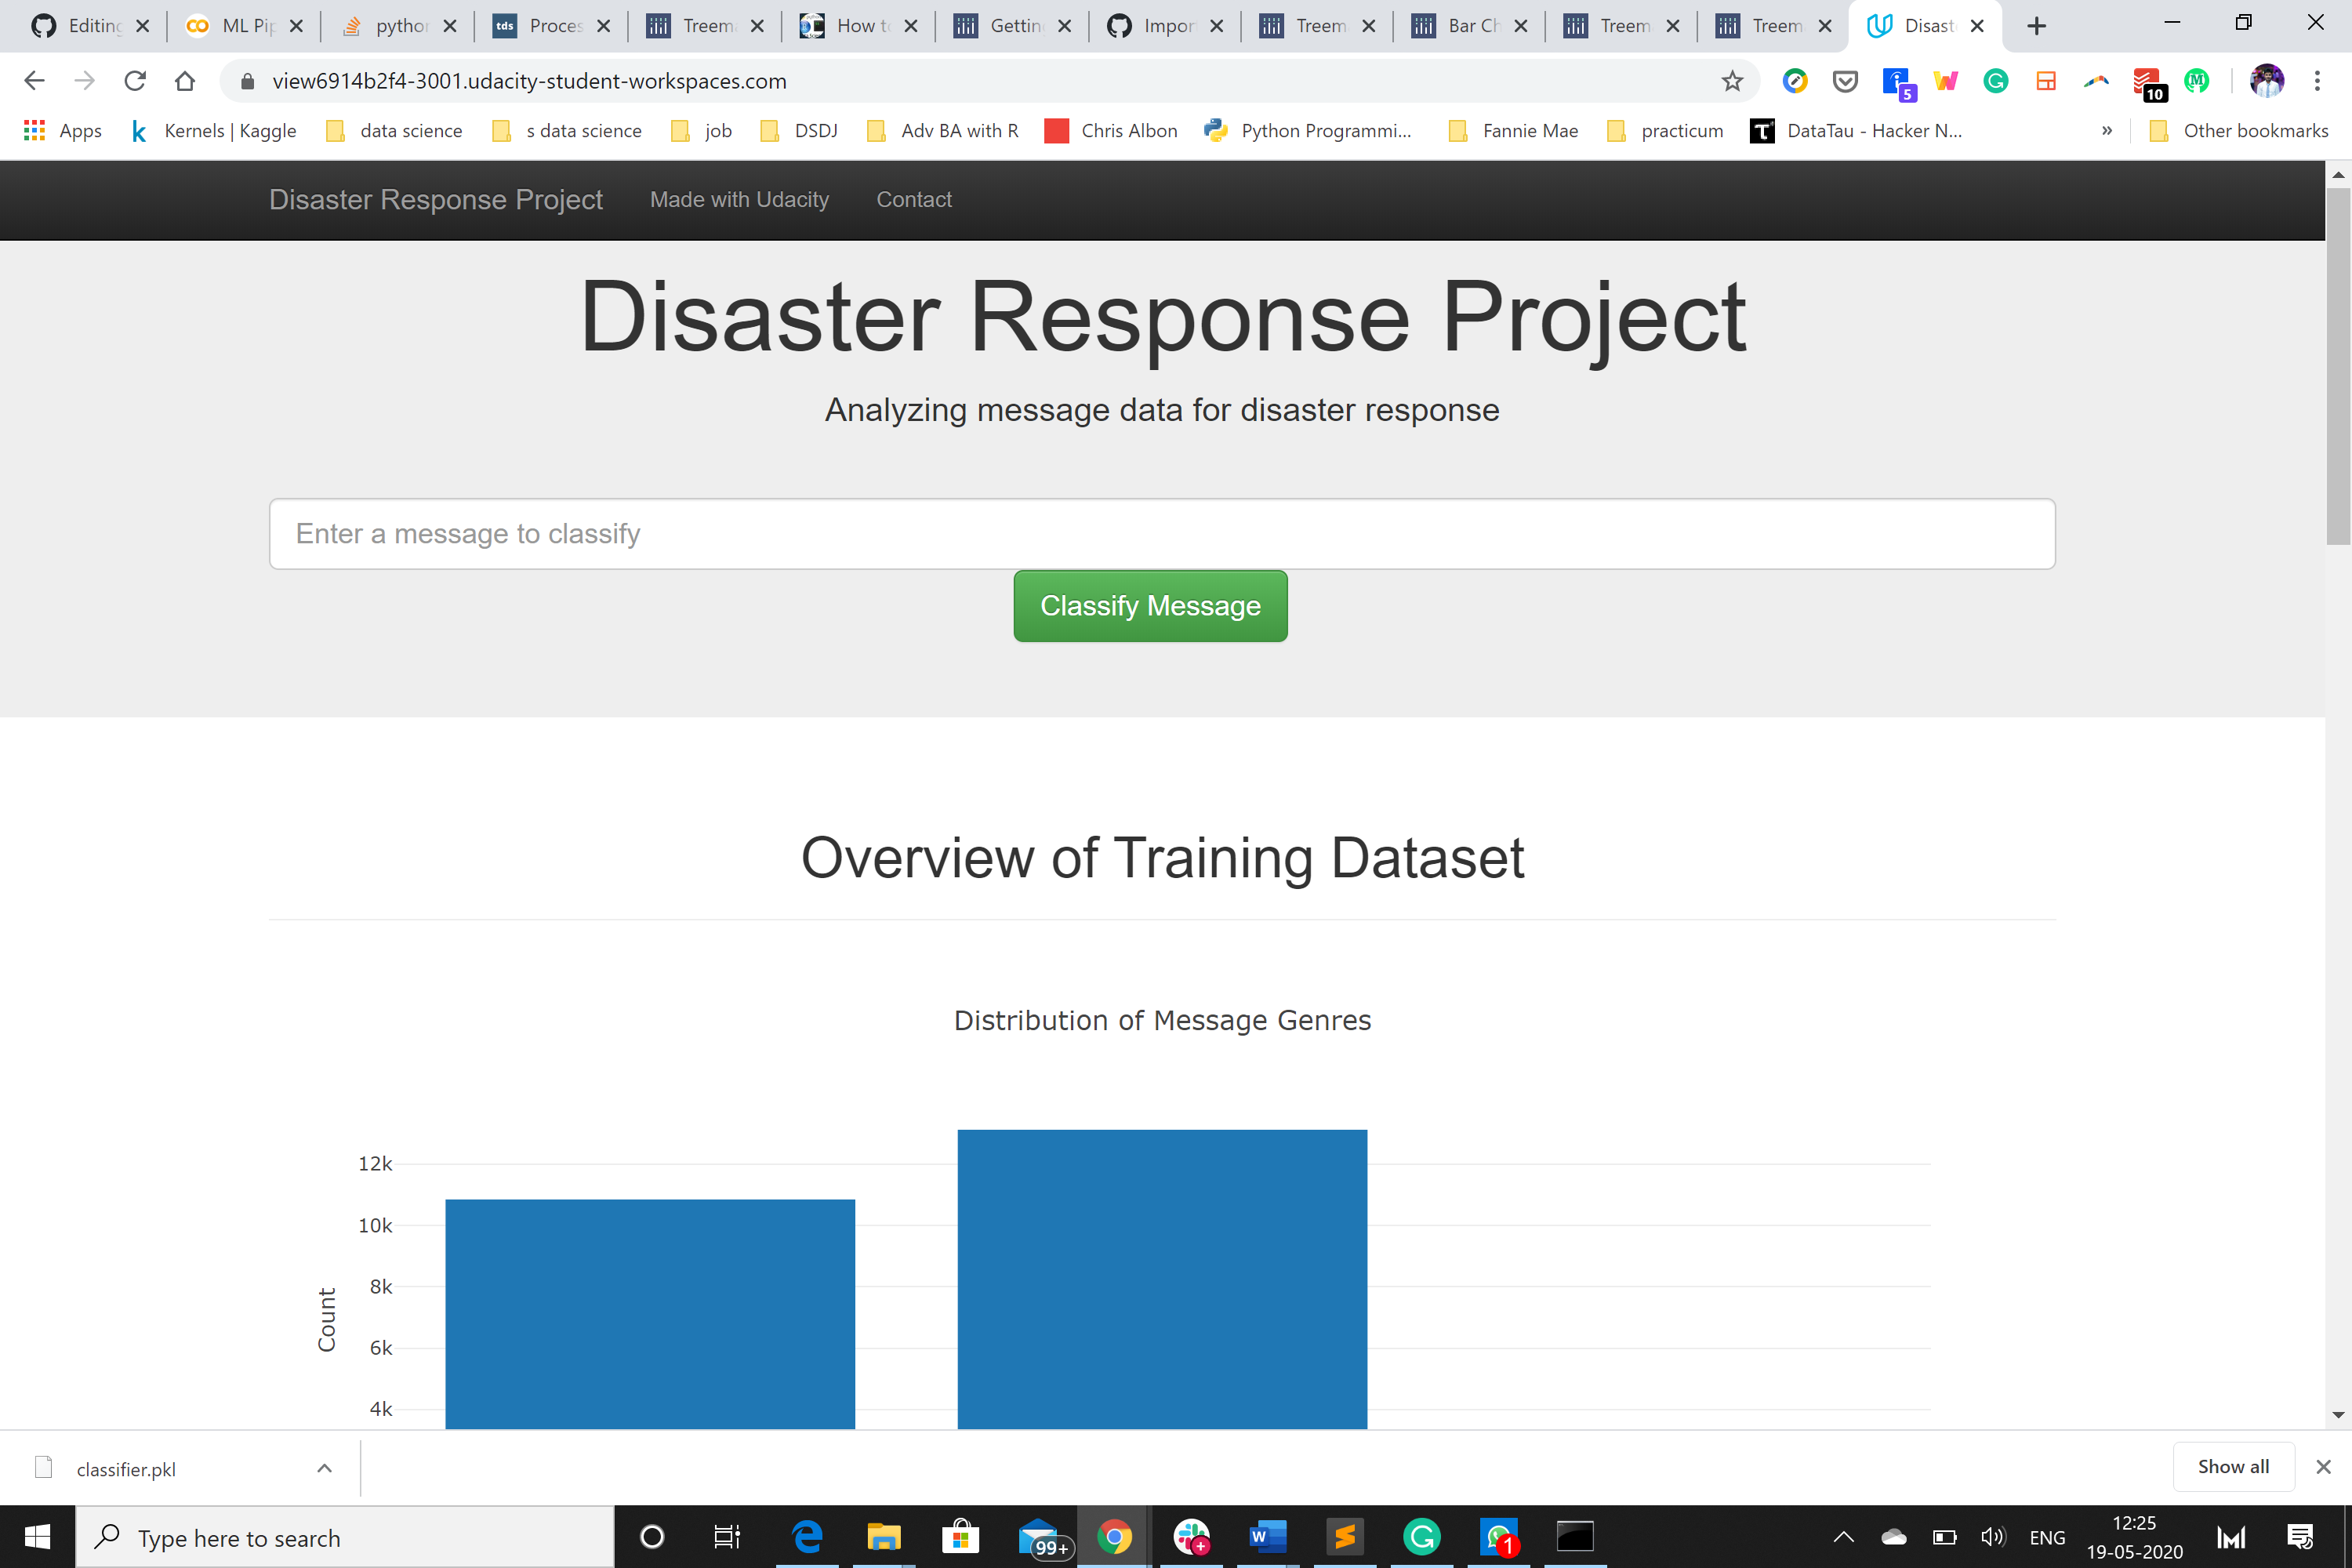 Editing ML Pip python Proces Treem How to Gettin Impor Treem Bar Ch Treem Treem Disast
view6914b2f4-3001.udacity-student-workspaces.com
5 10
Apps Kernels | Kaggle data science s data science job DSDJ Adv BA with R Chris Albon Python Programmi... Fannie Mae practicum DataTau - Hacker N... » Other bookmarks
Disaster Response Project Made with Udacity Contact
Disaster Response Project
Analyzing message data for disaster response
Enter a message to classify
Classify Message
Overview of Training Dataset
Distribution of Message Genres
12k
10k
8k
6k
4k
Count
classifier.pkl Show all
Type here to search 99+ 1 ENG 12:25
19-05-2020